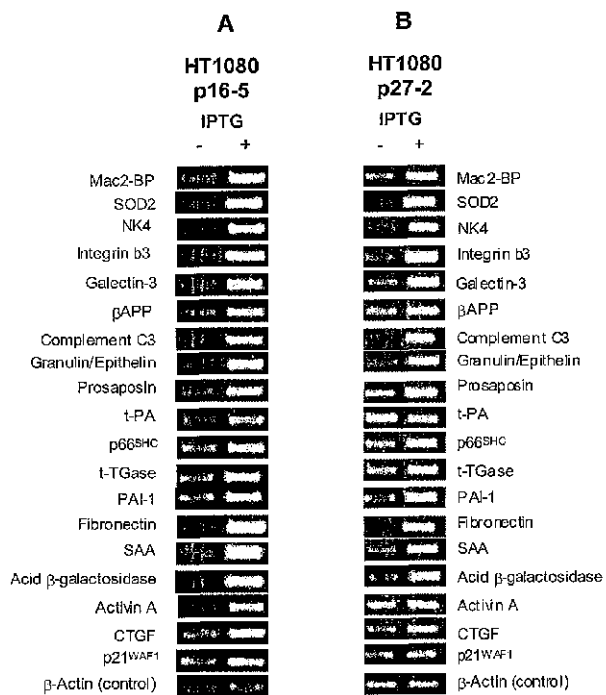 A
HT1080
p16-5
IPTG
- +
Mac2-BP
SOD2
NK4
Integrin b3
Galectin-3
βAPP
Complement C3
Granulin/Epithelin
Prosaposin
t-PA
p66SHC
t-TGase
PAI-1
Fibronectin
SAA
Acid β-galactosidase
Activin A
CTGF
p21WAF1
β-Actin (control)
B
HT1080
p27-2
IPTG
- +
Mac2-BP
SOD2
NK4
Integrin b3
Galectin-3
βAPP
Complement C3
Granulin/Epithelin
Prosaposin
t-PA
p66SHC
t-TGase
PAI-1
Fibronectin
SAA
Acid β-galactosidase
Activin A
CTGF
p21WAF1
β-Actin (control)